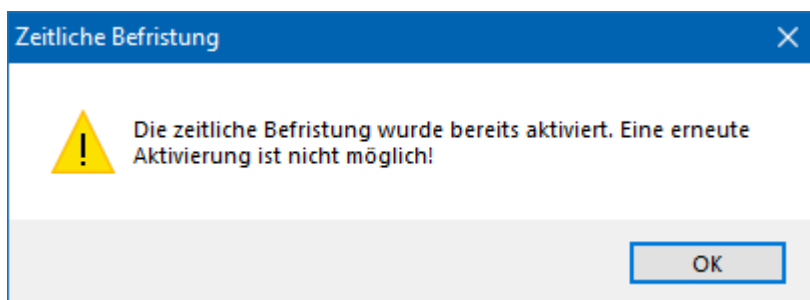 Zeitliche Befristung
Die zeitliche Befristung wurde bereits aktiviert. Eine erneute
Aktivierung ist nicht möglich!
OK